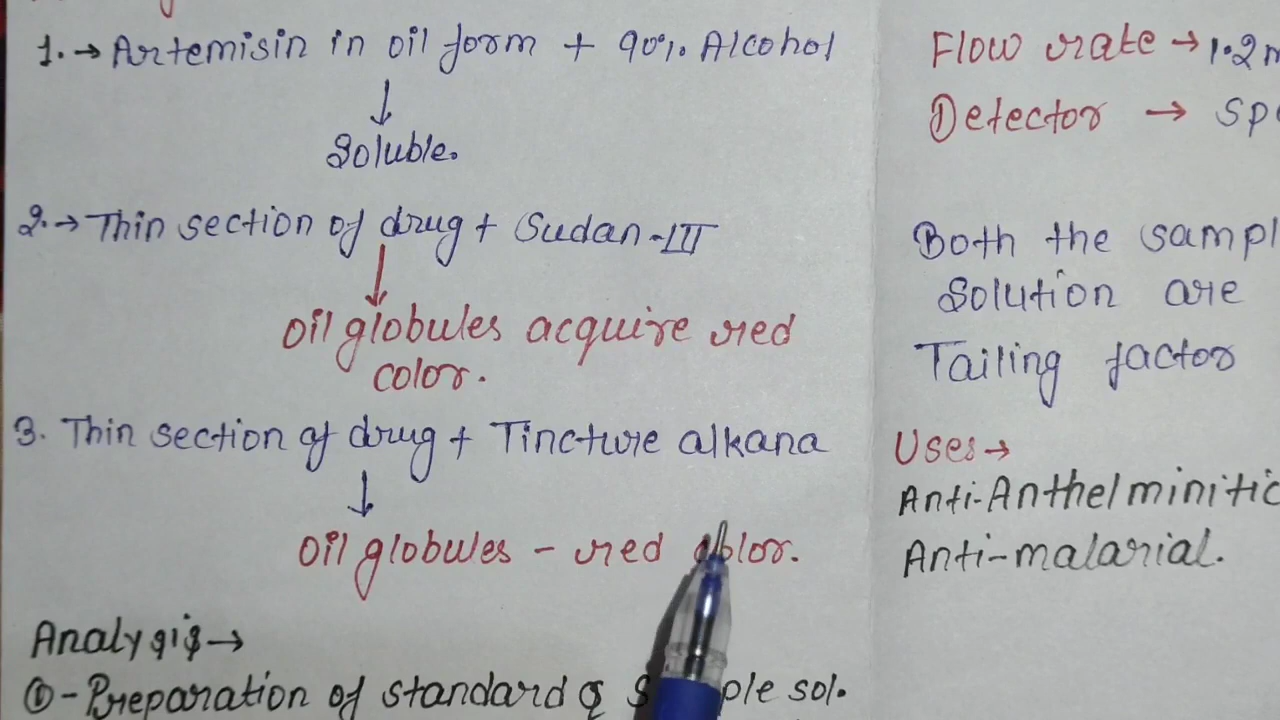 1. → Artemisin in oil form + 90% Alcohol
↓
Soluble.
2. → Thin section of drug + Sudan-III
↓
Oil globules acquire red
color.
3. Thin section of drug + Tincture alkana
↓
Oil globules - red color.
Analysis →
① - Preparation of standard & sol.
Flow rate → 1.2
Detector →
Both the
Solution are
Tailing factor
Uses →
Anti-Anthelminitic
Anti-malarial.